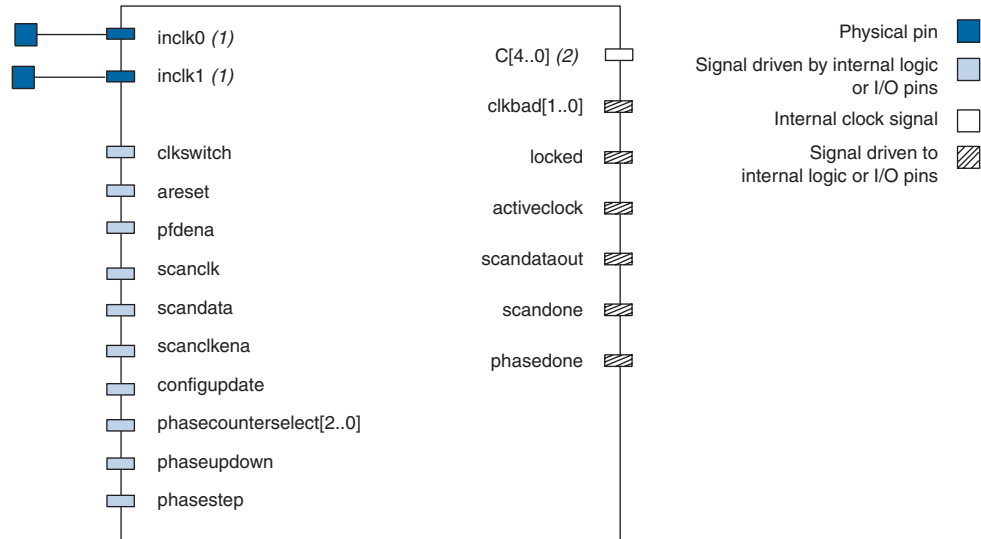 inclk0 (1)
inclk1 (1)
clkswitch
areset
pfdena
scanclk
scandata
scanclkena
configupdate
phasecounterselect[2..0]
phaseupdown
phasestep
C[4..0] (2)
clkbad[1..0]
locked
activeclock
scandataout
scandone
phasedone
Physical pin
Signal driven by internal logic
or I/O pins
Internal clock signal
Signal driven to
internal logic or I/O pins